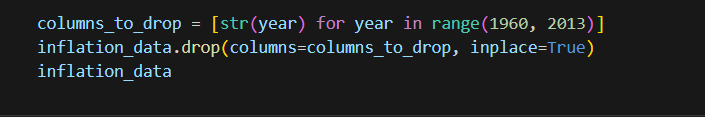 columns_to_drop = [str(year) for year in range(1960, 2013)]
inflation_data.drop(columns=columns_to_drop, inplace=True)
inflation_data